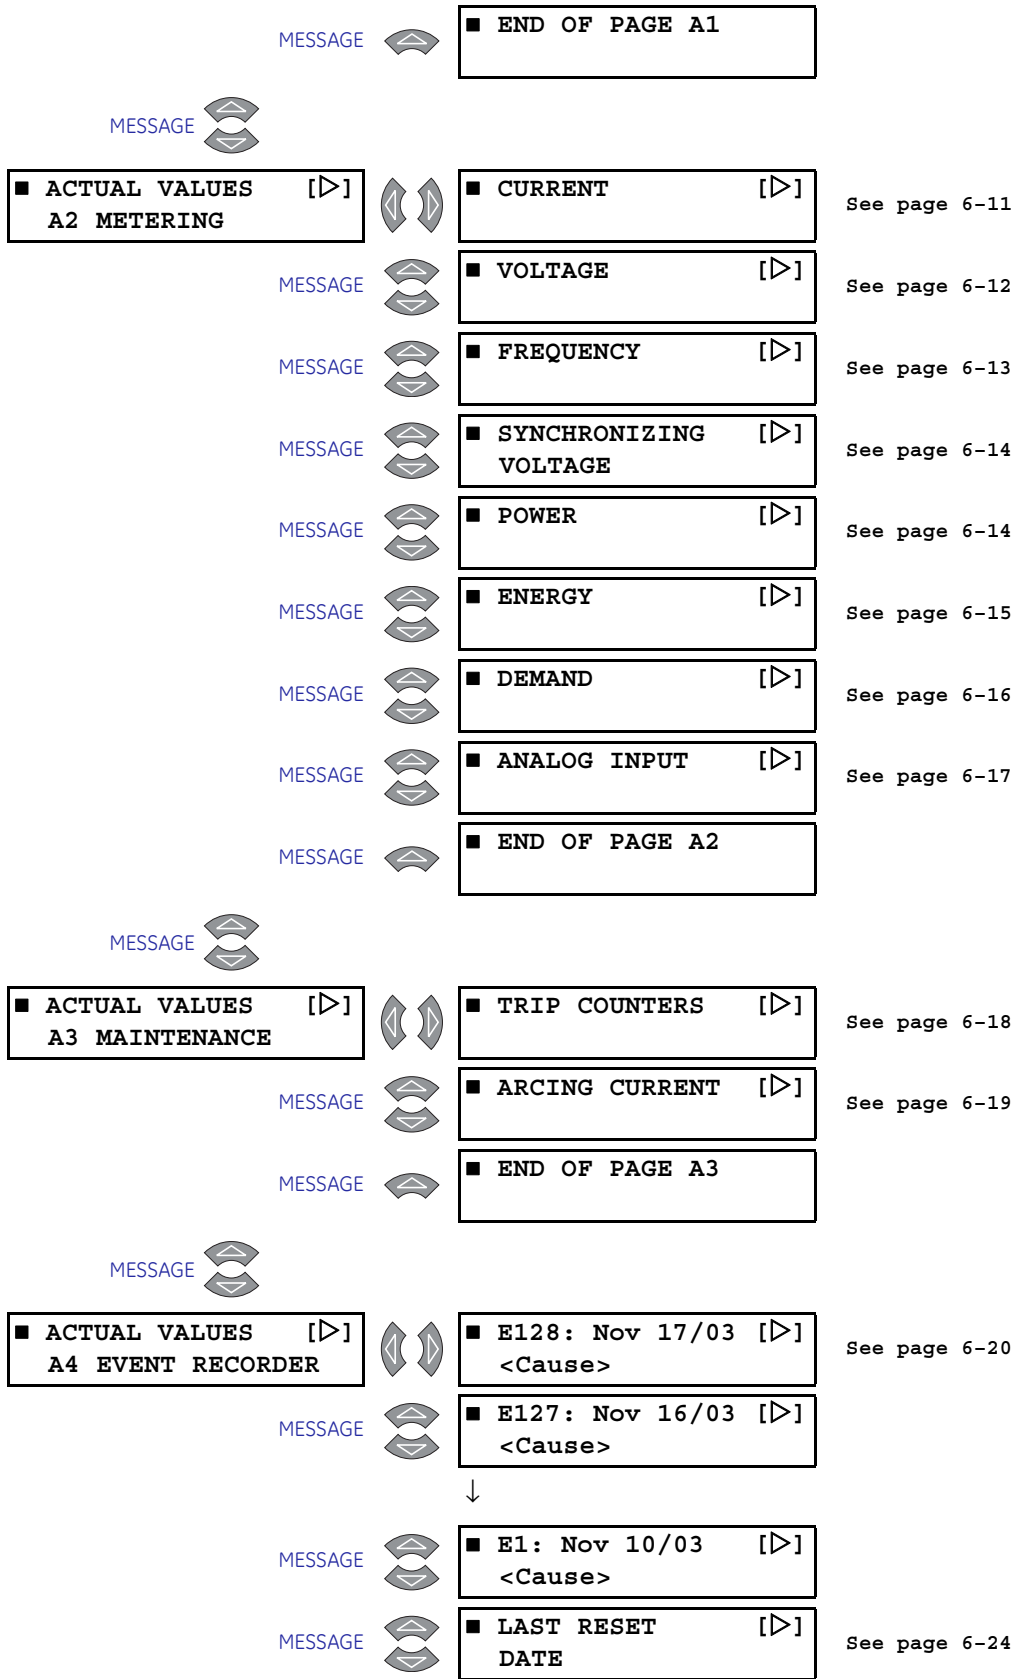 MESSAGE
■ END OF PAGE A1
MESSAGE
■ ACTUAL VALUES [▷]
A2 METERING
■ CURRENT [▷]
See page 6–11
MESSAGE
■ VOLTAGE [▷]
See page 6–12
MESSAGE
■ FREQUENCY [▷]
See page 6–13
MESSAGE
■ SYNCHRONIZING [▷]
VOLTAGE
See page 6–14
MESSAGE
■ POWER [▷]
See page 6–14
MESSAGE
■ ENERGY [▷]
See page 6–15
MESSAGE
■ DEMAND [▷]
See page 6–16
MESSAGE
■ ANALOG INPUT [▷]
See page 6–17
MESSAGE
■ END OF PAGE A2
MESSAGE
■ ACTUAL VALUES [▷]
A3 MAINTENANCE
■ TRIP COUNTERS [▷]
See page 6–18
MESSAGE
■ ARCING CURRENT [▷]
See page 6–19
MESSAGE
■ END OF PAGE A3
MESSAGE
■ ACTUAL VALUES [▷]
A4 EVENT RECORDER
■ E128: Nov 17/03 [▷]
<Cause>
See page 6–20
MESSAGE
■ E127: Nov 16/03 [▷]
<Cause>
↓
MESSAGE
■ E1: Nov 10/03 [▷]
<Cause>
MESSAGE
■ LAST RESET [▷]
DATE
See page 6–24